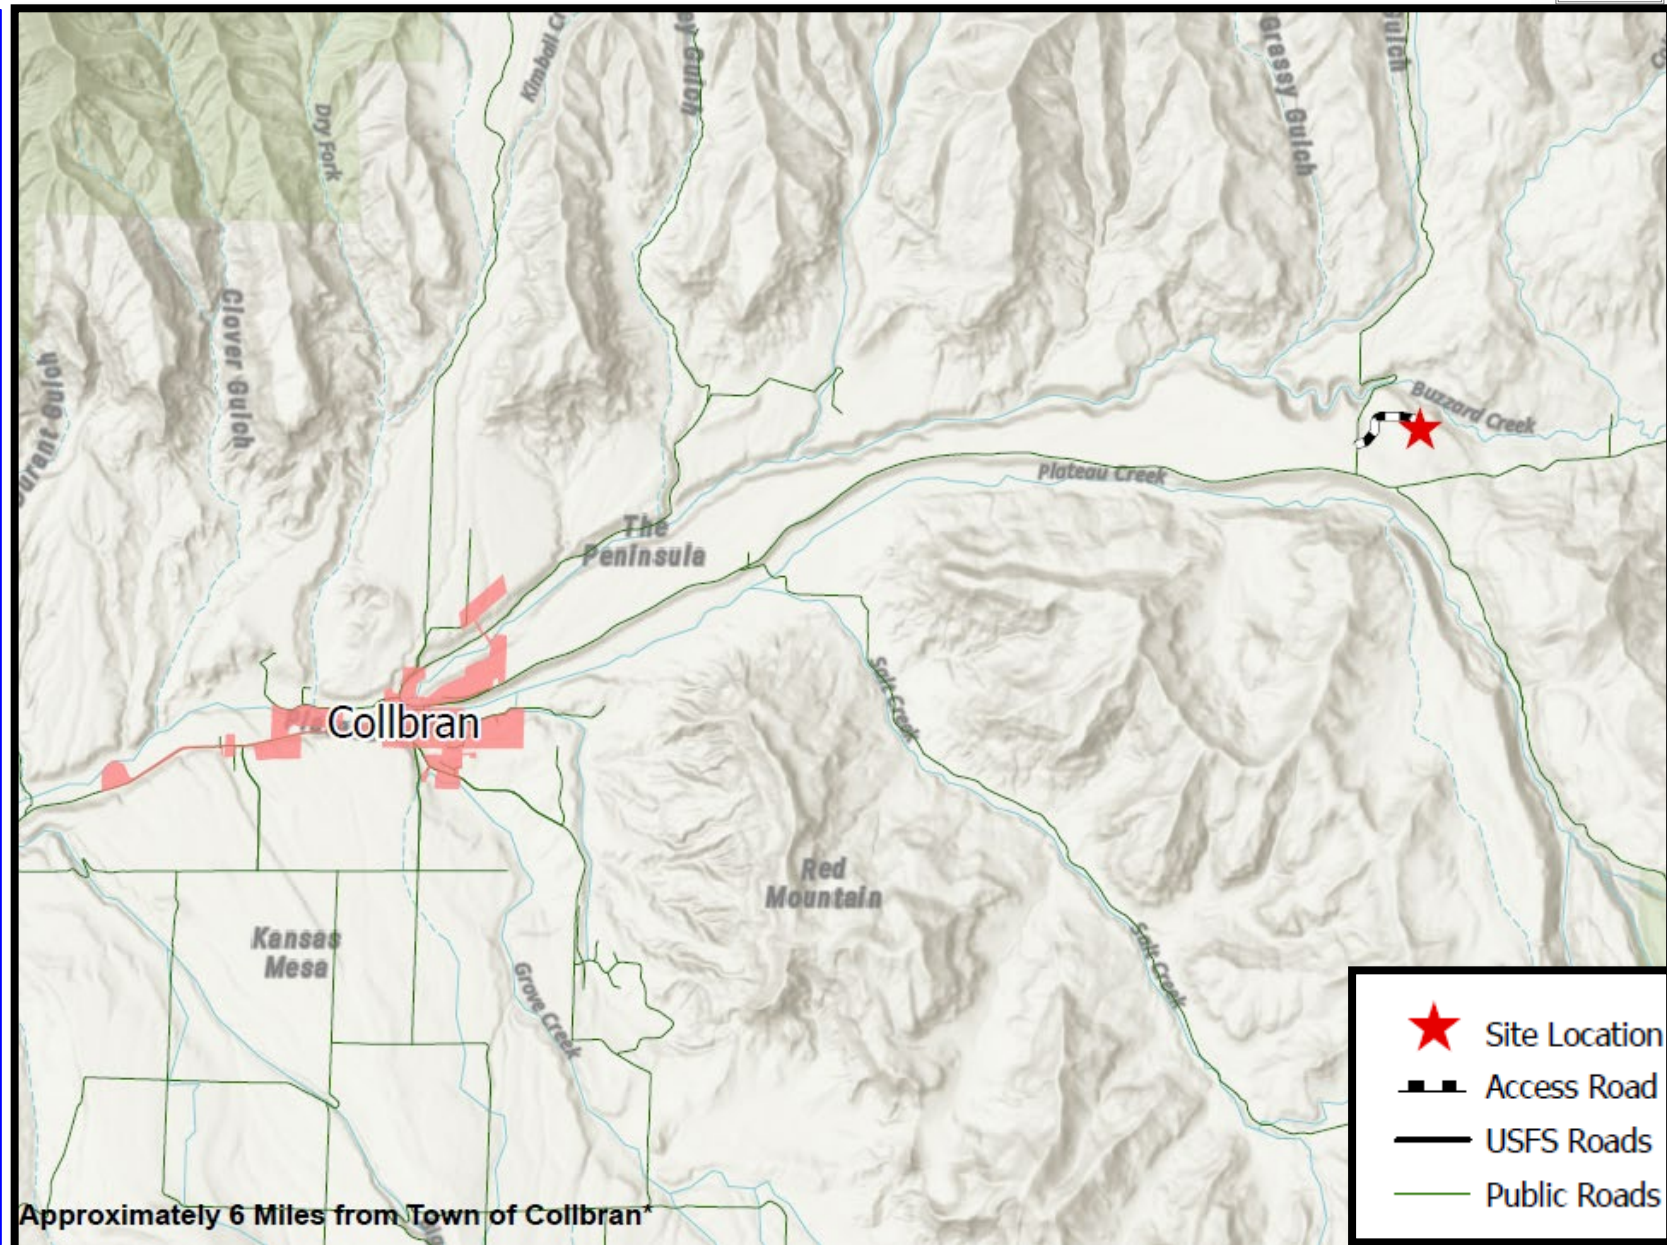 Kimball Cr
ey Gulch
Grassy Gulch
Gulch
Dry Fork
Clover Gulch
Durant Gulch
Buzzard Creek
Plateau Creek
The
Peninsula
Salt Creek
Collbran
Red
Mountain
Kansas
Mesa
Grove Creek
Salt Creek
Site Location
Access Road
USFS Roads
Public Roads
Approximately 6 Miles from Town of Collbran*